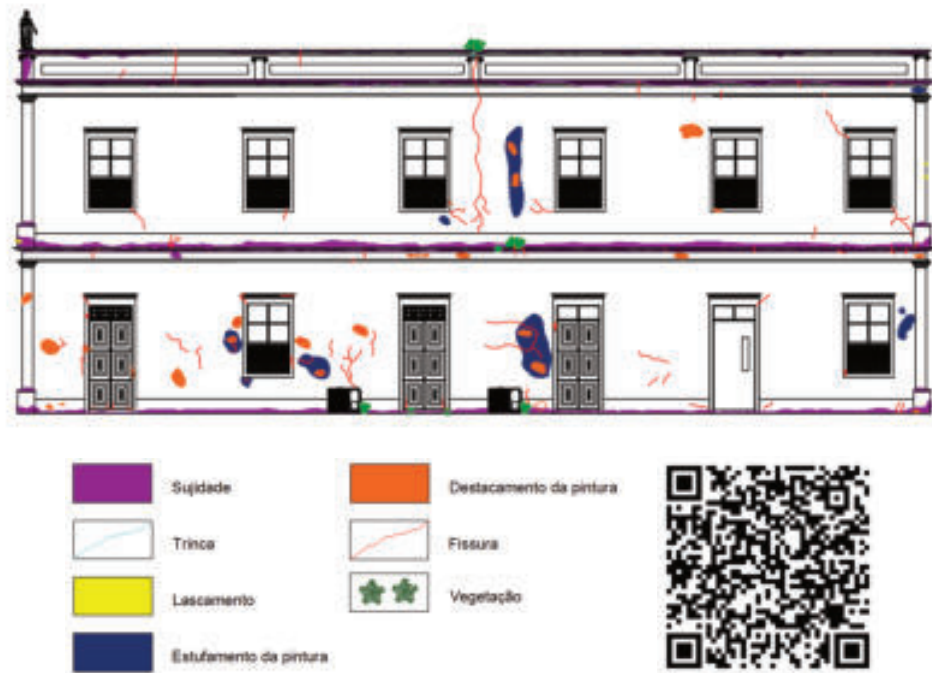 Sujidade
Destacamento da pintura
Trinca
Fissura
Lascamento
Vegetação
Estufamento da pintura